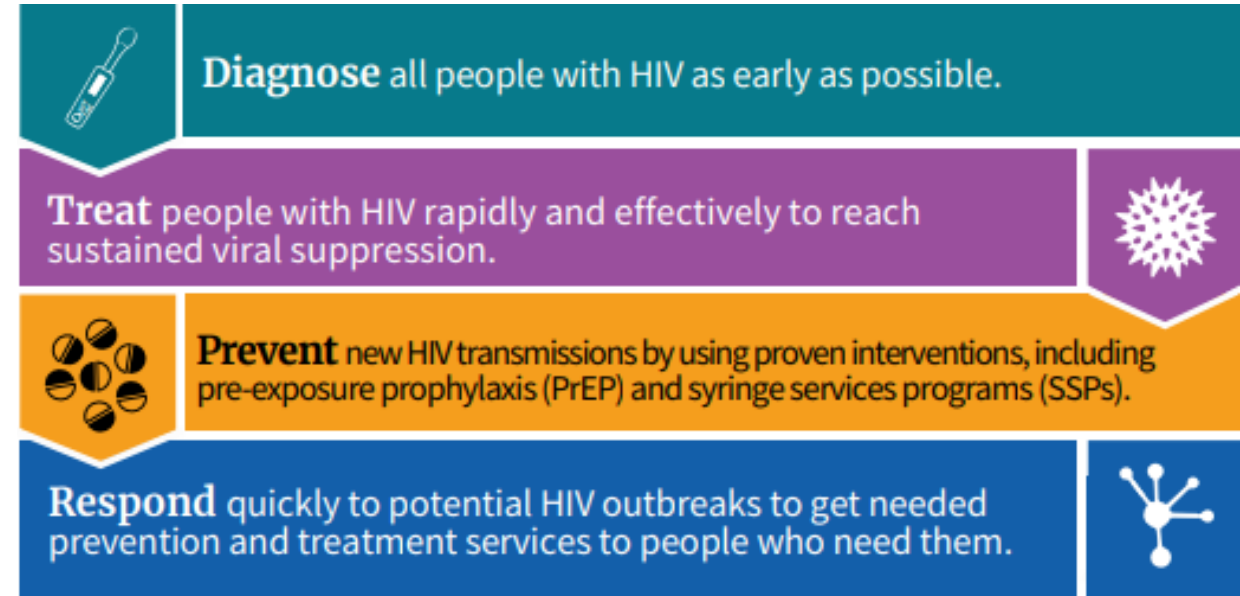 Diagnose all people with HIV as early as possible.
Treat people with HIV rapidly and effectively to reach
sustained viral suppression.
Prevent new HIV transmissions by using proven interventions, including
pre-exposure prophylaxis (PrEP) and syringe services programs (SSPs).
Respond quickly to potential HIV outbreaks to get needed
prevention and treatment services to people who need them.